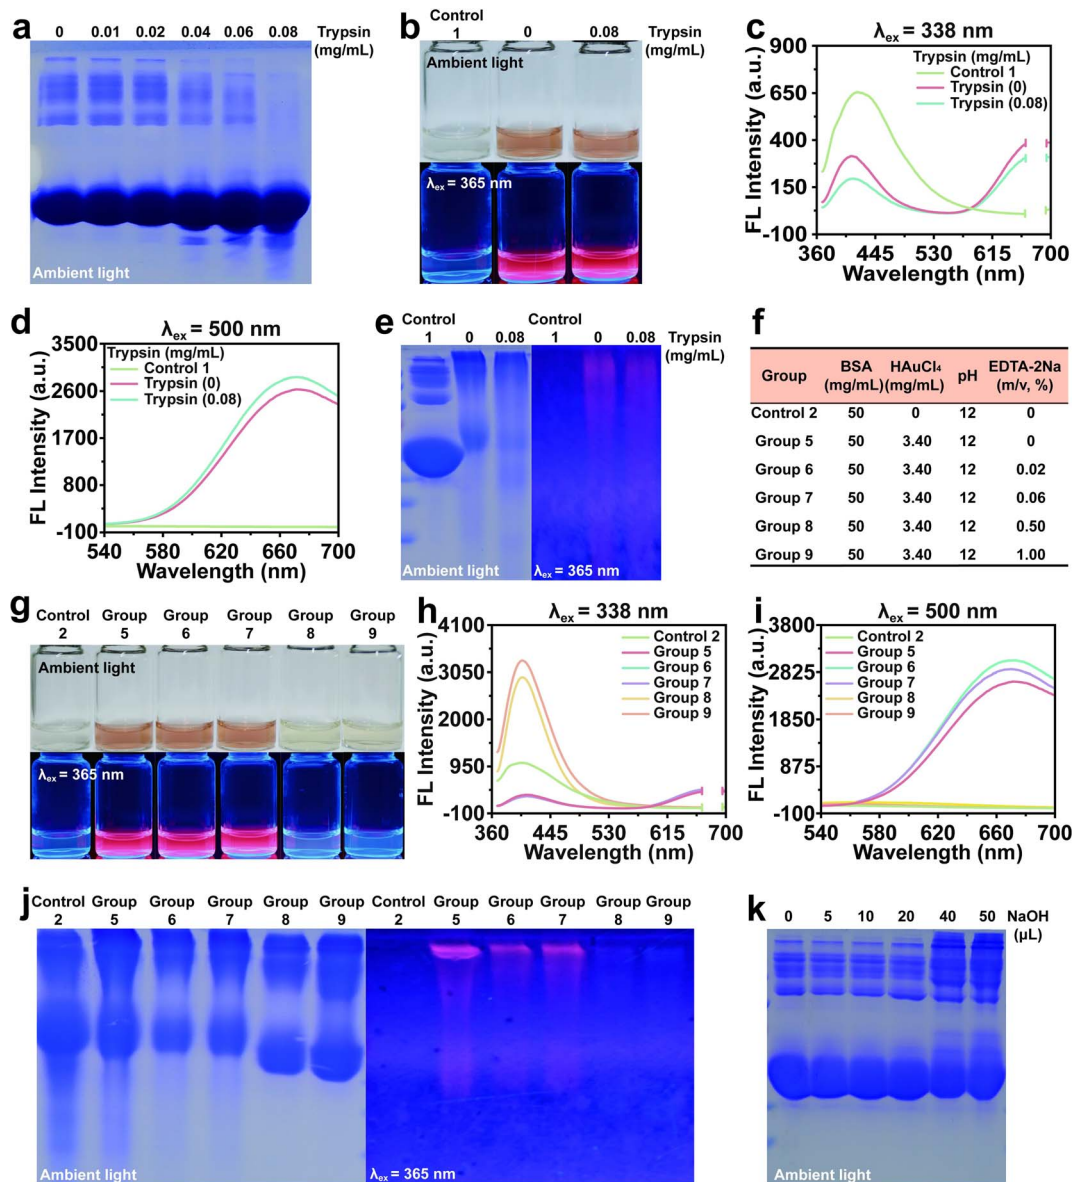 a
0 0.01 0.02 0.04 0.06 0.08 Trypsin
(mg/mL)
Ambient light
b
Control
1 0 0.08 Trypsin
(mg/mL)
Ambient light
λex = 365 nm
c
λex = 338 nm
FL Intensity (a.u.)
900
650
400
150
-100
Trypsin (mg/mL)
Control 1
Trypsin (0)
Trypsin (0.08)
360 445 530 615 700
Wavelength (nm)
d
λex = 500 nm
FL Intensity (a.u.)
3500
2600
1700
800
-100
Trypsin (mg/mL)
Control 1
Trypsin (0)
Trypsin (0.08)
540 580 620 660 700
Wavelength (nm)
e
Control Control
1 0 0.08 1 0 0.08 Trypsin
(mg/mL)
Ambient light λex = 365 nm
f
Group BSA (mg/mL) HAuCl₄ (mg/mL) pH EDTA-2Na (m/v, %)
Control 2 50 0 12 0
Group 5 50 3.40 12 0
Group 6 50 3.40 12 0.02
Group 7 50 3.40 12 0.06
Group 8 50 3.40 12 0.50
Group 9 50 3.40 12 1.00
g
Control Group Group Group Group Group
2 5 6 7 8 9
Ambient light
λex = 365 nm
h
λex = 338 nm
FL Intensity (a.u.)
4100
3050
2000
950
-100
Control 2
Group 5
Group 6
Group 7
Group 8
Group 9
360 445 530 615 700
Wavelength (nm)
i
λex = 500 nm
FL Intensity (a.u.)
3800
2825
1850
875
-100
Control 2
Group 5
Group 6
Group 7
Group 8
Group 9
540 580 620 660 700
Wavelength (nm)
j
Control Group Group Group Group Group Control Group Group Group Group Group
2 5 6 7 8 9 2 5 6 7 8 9
Ambient light λex = 365 nm
k
0 5 10 20 40 50 NaOH
(μL)
Ambient light